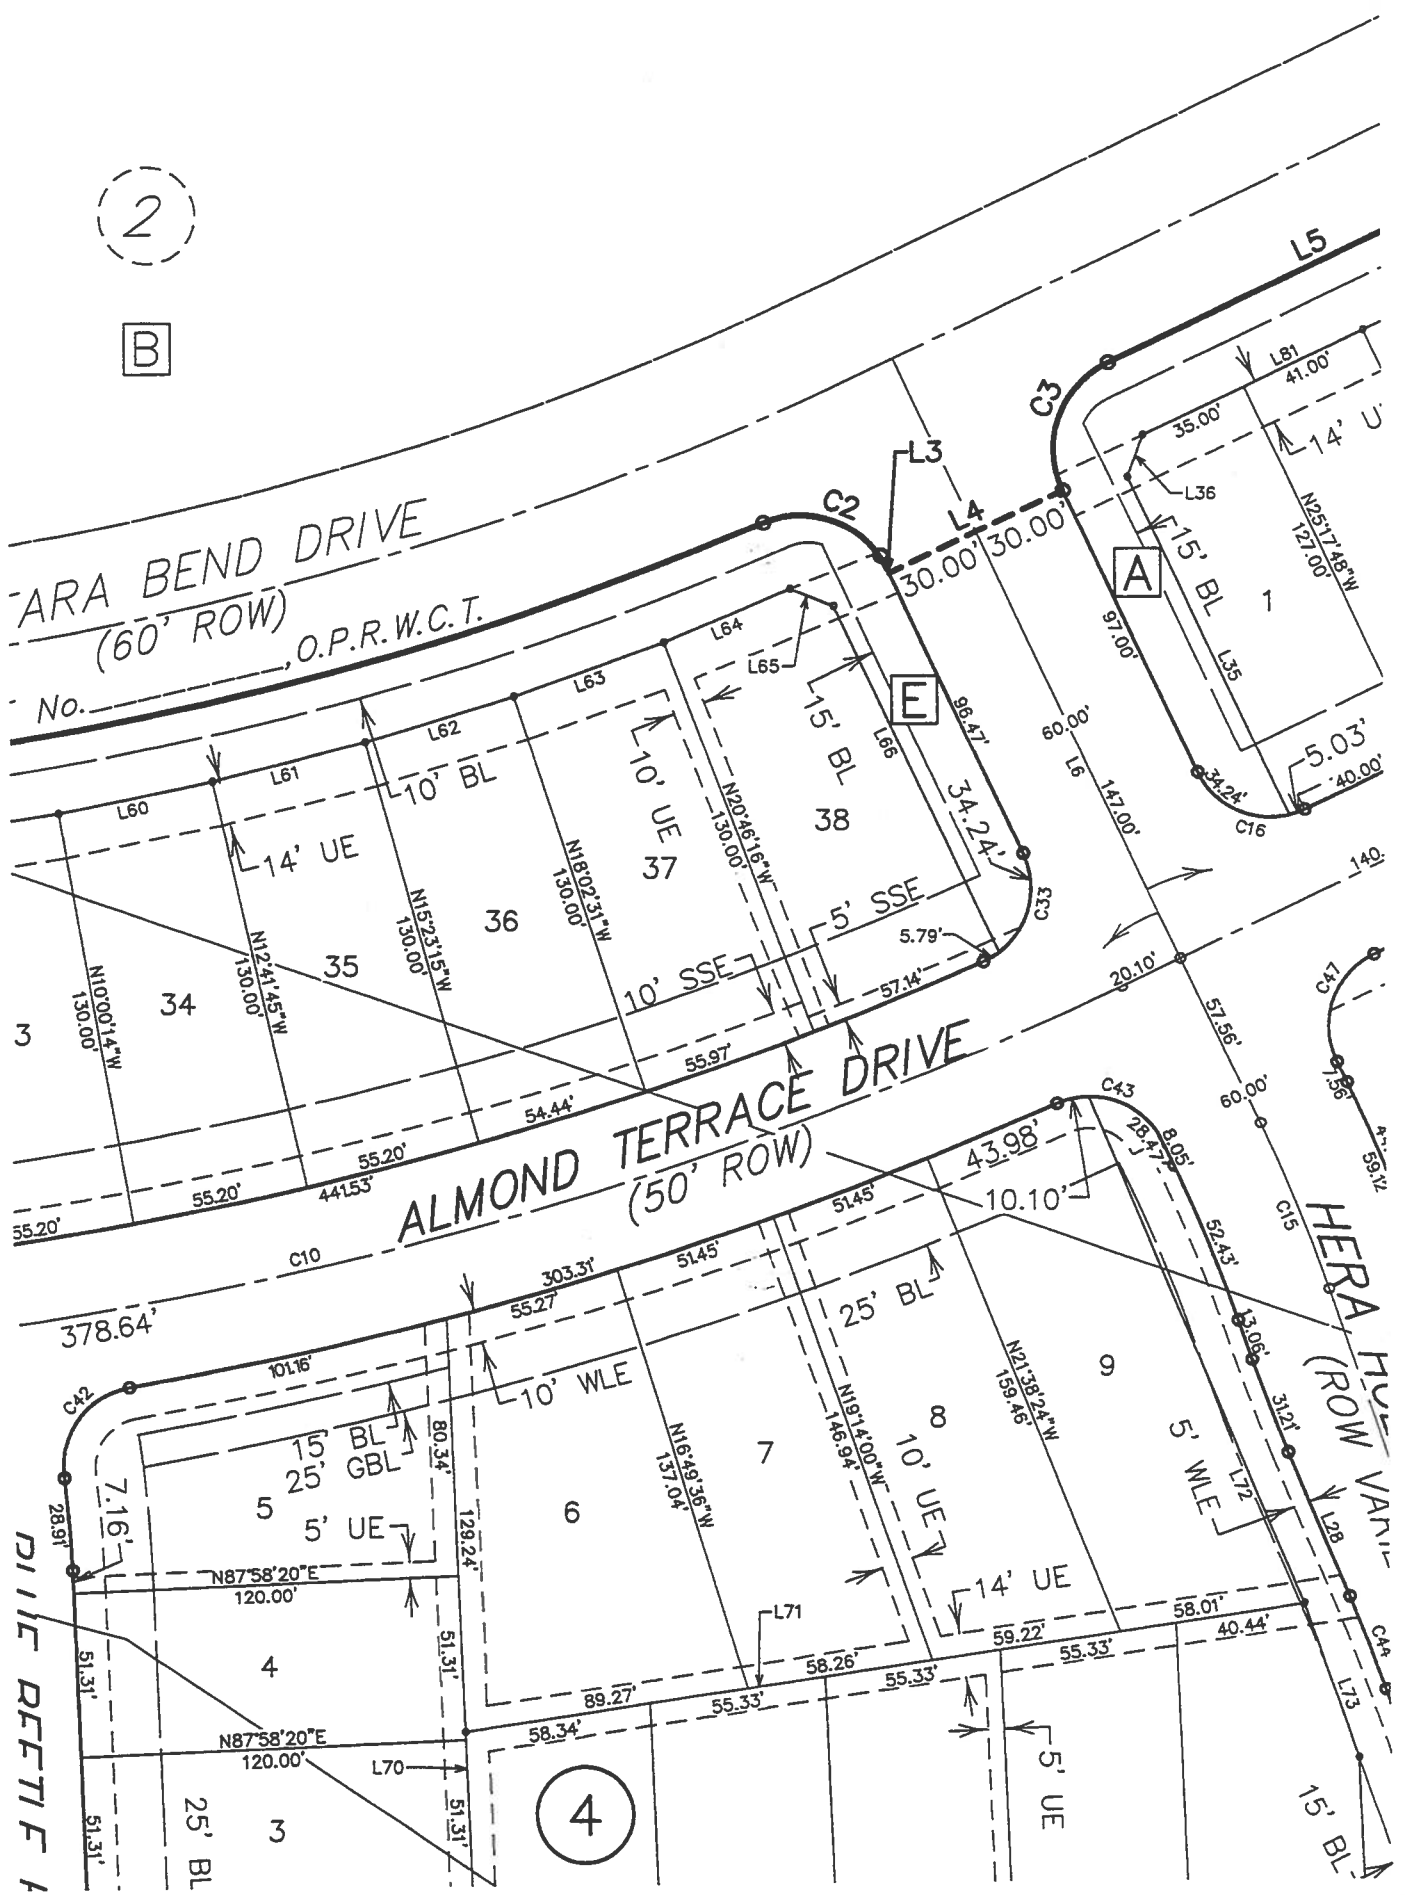 2
B
L5
C3
L81
41.00'
35.00'
14' U
L36
15' BL
A
N25°17'48"W
127.00'
1
97.00'
L35
5.03'
40.00'
34.24'
C16
L3
L4
30.00'
30.00'
C2
ARA BEND DRIVE
(60' ROW)
No.
, O.P.R.W.C.T.
L60
L61
L62
L63
L64
L65
15' BL
E
L66
96.47'
60.00'
L6
147.00'
10' BL
14' UE
10' UE
N20°46'16"W
130.00'
38
34.24'
C33
140.
37
N18°02'31"W
130.00'
36
N15°23'15"W
130.00'
35
N12°41'45"W
130.00'
34
N10°00'14"W
130.00'
3
5' SSE
5.79'
10' SSE
57.14'
20.10'
C47
57.56'
7.56'
60.00'
59.12
55.97'
54.44'
55.20'
55.20'
55.20'
441.53'
ALMOND TERRACE DRIVE
(50' ROW)
C10
378.64'
C43
28.47'
8.05'
43.98'
10.10'
51.45'
51.45'
303.31'
55.27'
25' BL
52.43'
C15
HERA
(ROW VARIE
13.06'
31.21'
L28
C44
L73
15' BL
C42
101.16'
15' BL
25' GBL
10' WLE
80.34'
129.24'
7.16'
28.91'
5
5' UE
6
N16°49'36"W
137.04'
7
N19°14'00"W
146.94'
10' UE
8
N21°38'24"W
159.46'
9
L72
5' WLE
N87°58'20"E
120.00'
51.31'
51.31'
4
14' UE
L71
58.01'
40.44'
59.22'
55.33'
58.26'
55.33'
89.27'
55.33'
58.34'
N87°58'20"E
120.00'
L70
51.31'
51.31'
3
25' BL
4
5' UE